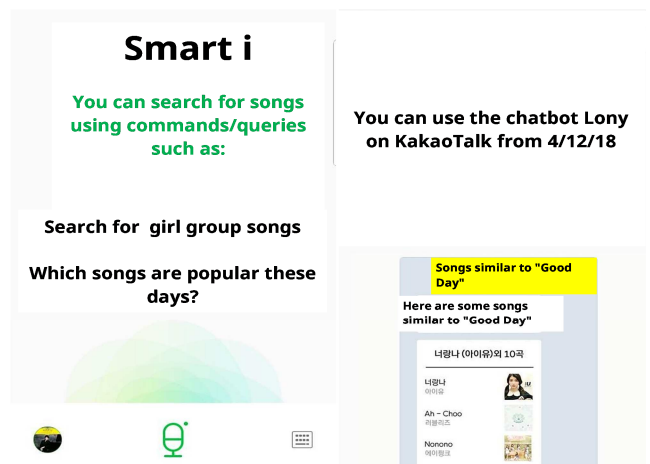 Smart i
You can search for songs
using commands/queries
such as:
Search for girl group songs
Which songs are popular these
days?
You can use the chatbot Lony
on KakaoTalk from 4/12/18
Songs similar to "Good
Day"
Here are some songs
similar to "Good Day"
너랑나 (아이유)외 10곡
너랑나
아이유
Ah - Choo
러블리즈
Nonono
에이핑크